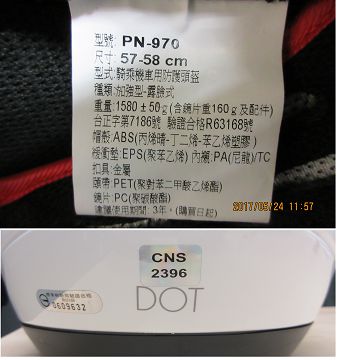 型號: PN-970
尺寸: 57-58 cm
型式: 騎乘機車用防護頭盔
種類: 加強型-露臉式
重量: 1580±50g(含鏡片重160g及配件)
台正字第7186號 驗證合格R63168號
帽殼: ABS(丙烯晴-丁二烯-苯乙烯塑膠)
緩衝墊: EPS(聚苯乙烯) 內襯: PA(尼龍)/TC
扣具: 金屬
頭帶: PET(聚對苯二甲酸乙烯酯)
鏡片: PC(聚碳酸酯)
建議使用期間: 3年, (購買日起)
2017/05/24 11:57
CNS
2396
DOT
0609632